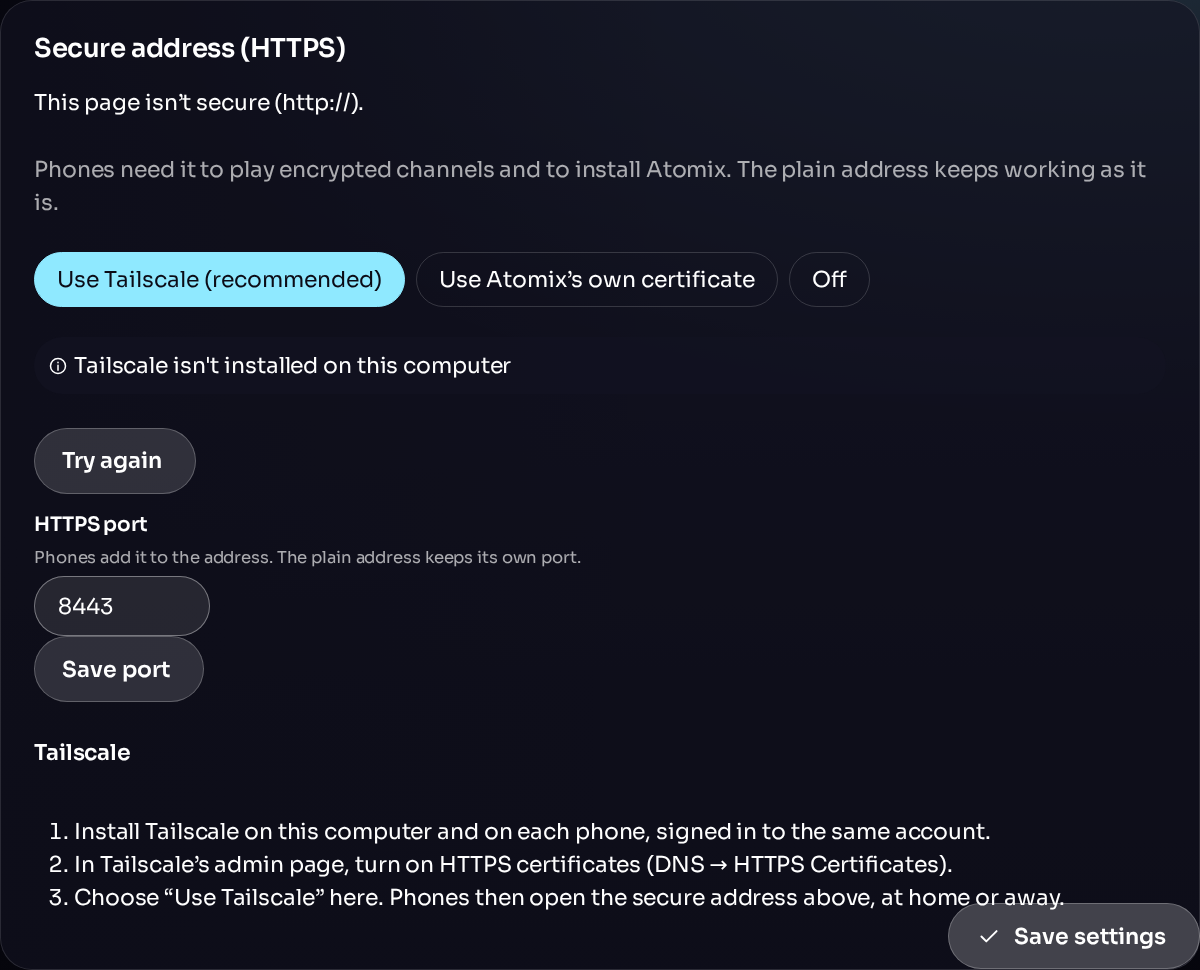 Secure address (HTTPS)
This page isn’t secure (http://).
Phones need it to play encrypted channels and to install Atomix. The plain address keeps working as it
is.
Use Tailscale (recommended) Use Atomix’s own certificate Off
Tailscale isn't installed on this computer
Try again
HTTPS port
Phones add it to the address. The plain address keeps its own port.
8443
Save port
Tailscale
1. Install Tailscale on this computer and on each phone, signed in to the same account.
2. In Tailscale’s admin page, turn on HTTPS certificates (DNS → HTTPS Certificates).
3. Choose “Use Tailscale” here. Phones then open the secure address above, at home or away.
Save settings